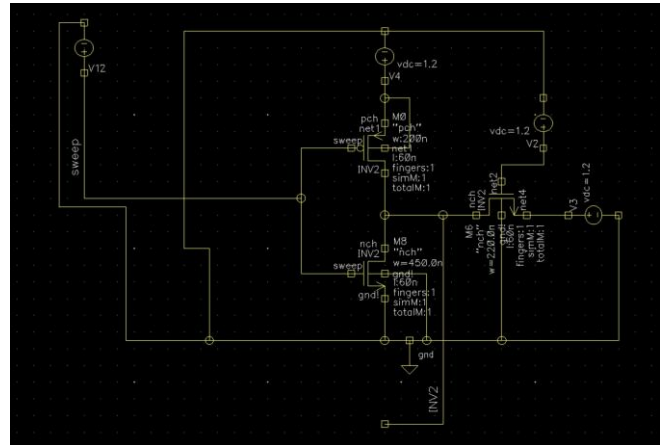 V12
vdc=1.2
V4
sweep
pch
net1
sweep
INV2
M0
"pch"
w:200n
net1
l:60n
fingers:1
simM:1
totalM:1
vdc=1.2
V2
net2
nch
INV2
net4
V3
vdc=1.2
M6
"nch"
w=220.0n
gnd!
l:60n
fingers:1
simM:1
totalM:1
nch
INV2
sweep
gnd!
M8
"nch"
w=450.0n
gnd!
l:60n
fingers:1
simM:1
totalM:1
gnd
INV2